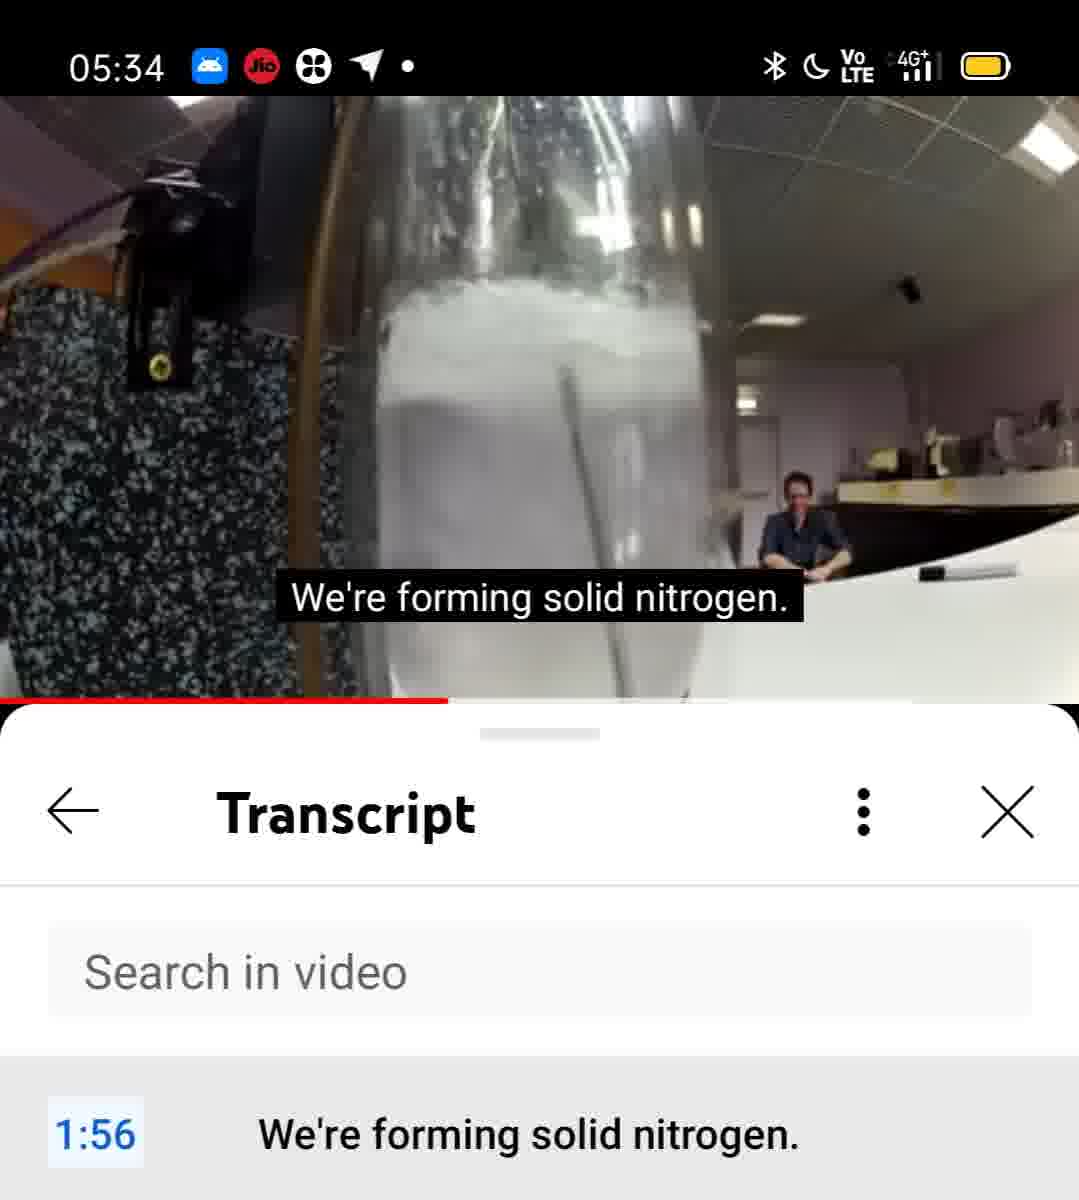 05:34
Jio
Vo
LTE
4G+
We're forming solid nitrogen.
Transcript
Search in video
1:56
We're forming solid nitrogen.